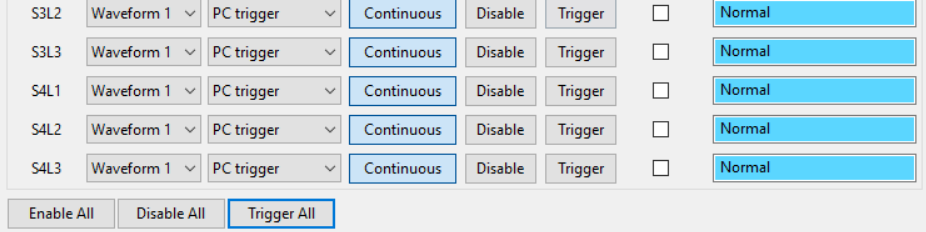 S3L2 Waveform 1 PC trigger Continuous Disable Trigger Normal
S3L3 Waveform 1 PC trigger Continuous Disable Trigger Normal
S4L1 Waveform 1 PC trigger Continuous Disable Trigger Normal
S4L2 Waveform 1 PC trigger Continuous Disable Trigger Normal
S4L3 Waveform 1 PC trigger Continuous Disable Trigger Normal
Enable All Disable All Trigger All